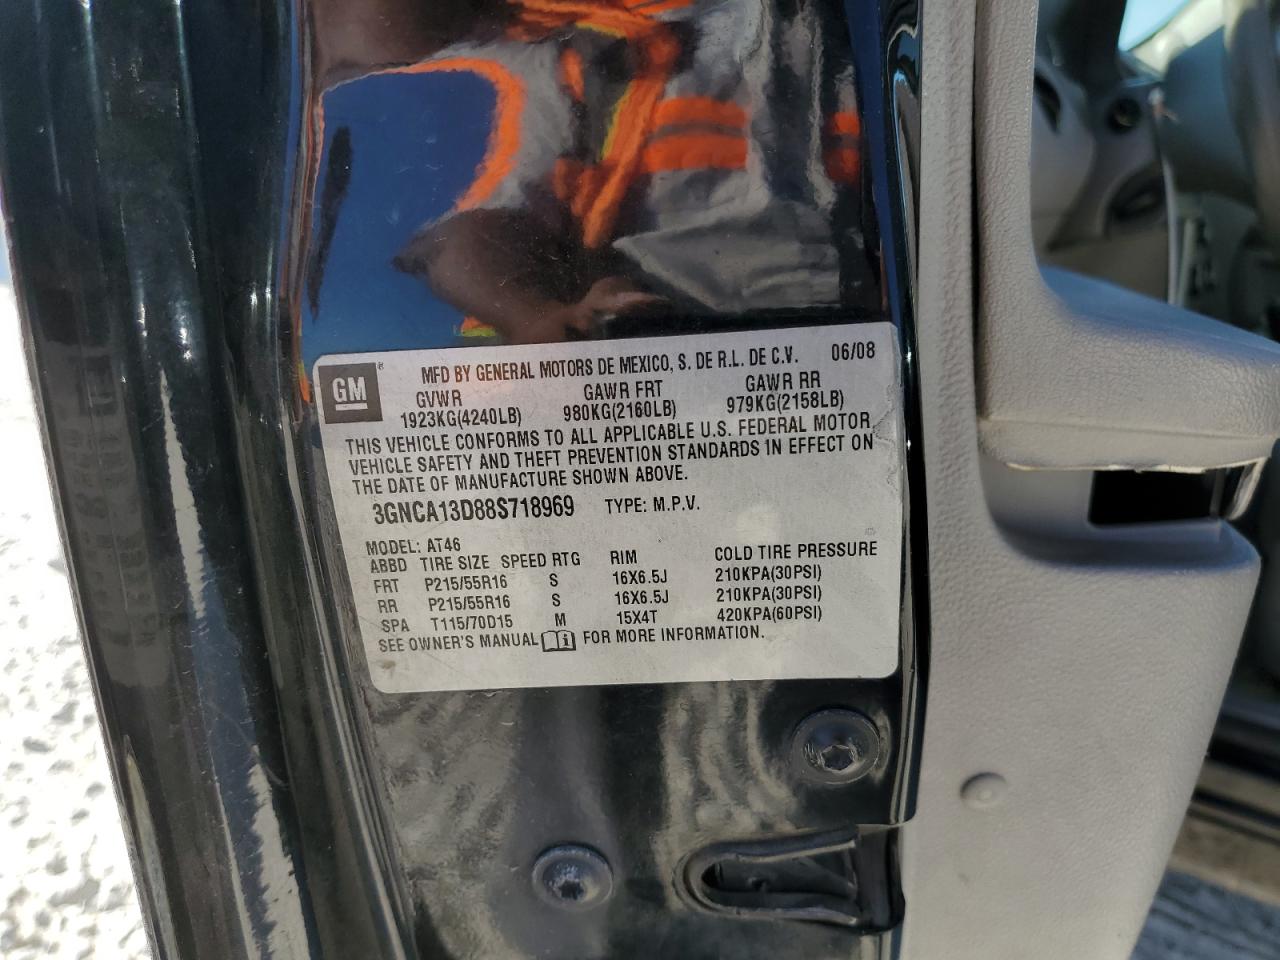 GM ® MFD BY GENERAL MOTORS DE MEXICO, S. DE R.L. DE C.V. 06/08
GVWR GAWR FRT GAWR RR
1923KG(4240LB) 980KG(2160LB) 979KG(2158LB)
THIS VEHICLE CONFORMS TO ALL APPLICABLE U.S. FEDERAL MOTOR
VEHICLE SAFETY AND THEFT PREVENTION STANDARDS IN EFFECT ON
THE DATE OF MANUFACTURE SHOWN ABOVE.
3GNCA13D88S718969 TYPE: M.P.V.
MODEL: AT46
ABBD TIRE SIZE SPEED RTG RIM COLD TIRE PRESSURE
FRT P215/55R16 S 16X6.5J 210KPA(30PSI)
RR P215/55R16 S 16X6.5J 210KPA(30PSI)
SPA T115/70D15 M 15X4T 420KPA(60PSI)
SEE OWNER'S MANUAL i FOR MORE INFORMATION.